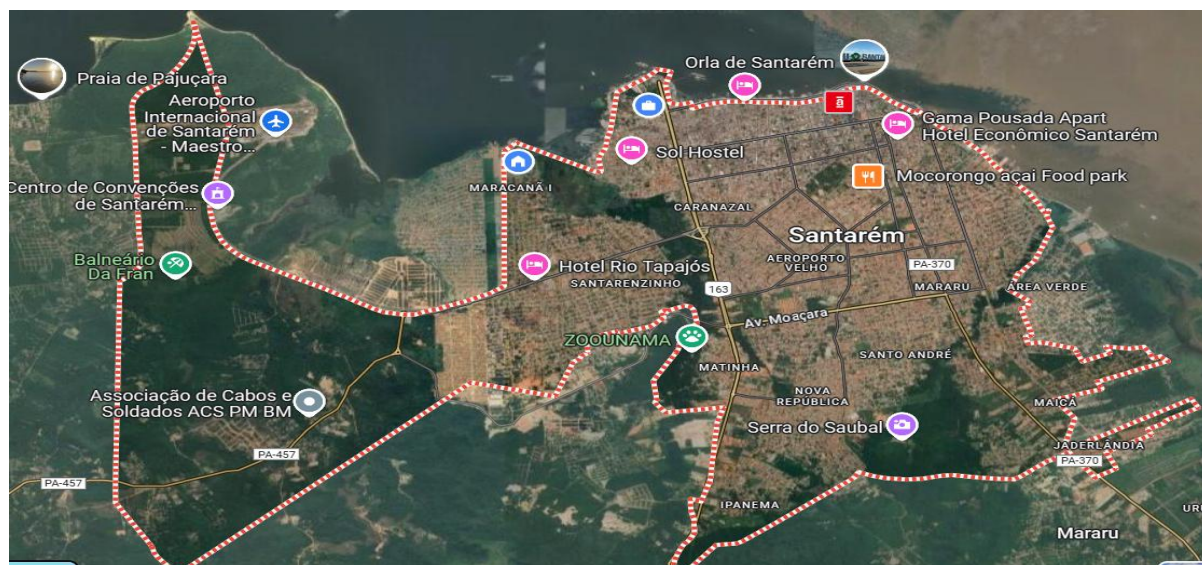 Praia de Pajuçara
Aeroporto
Internacional
de Santarém
- Maestro...
Orla de Santarém
Gama Pousada Apart
Hotel Econômico Santarém
Sol Hostel
Mocorongo açai Food park
MARACANÃ I
Centro de Convenções
de Santarém...
CARANAZAL
Santarém
Balneário
Da Fran
Hotel Rio Tapajós
SANTARENZINHO
AEROPORTO
VELHO
PA-370
163
MARARU
ÁREA VERDE
Av. Moaçara
ZOOUNAMA
MATINHA
SANTO ANDRÉ
Associação de Cabos e
Soldados ACS PM BM
NOVA
REPÚBLICA
MAICÁ
Serra do Saubal
JADERLÂNDIA
PA-457
PA-370
PA-457
IPANEMA
URU
Mararu